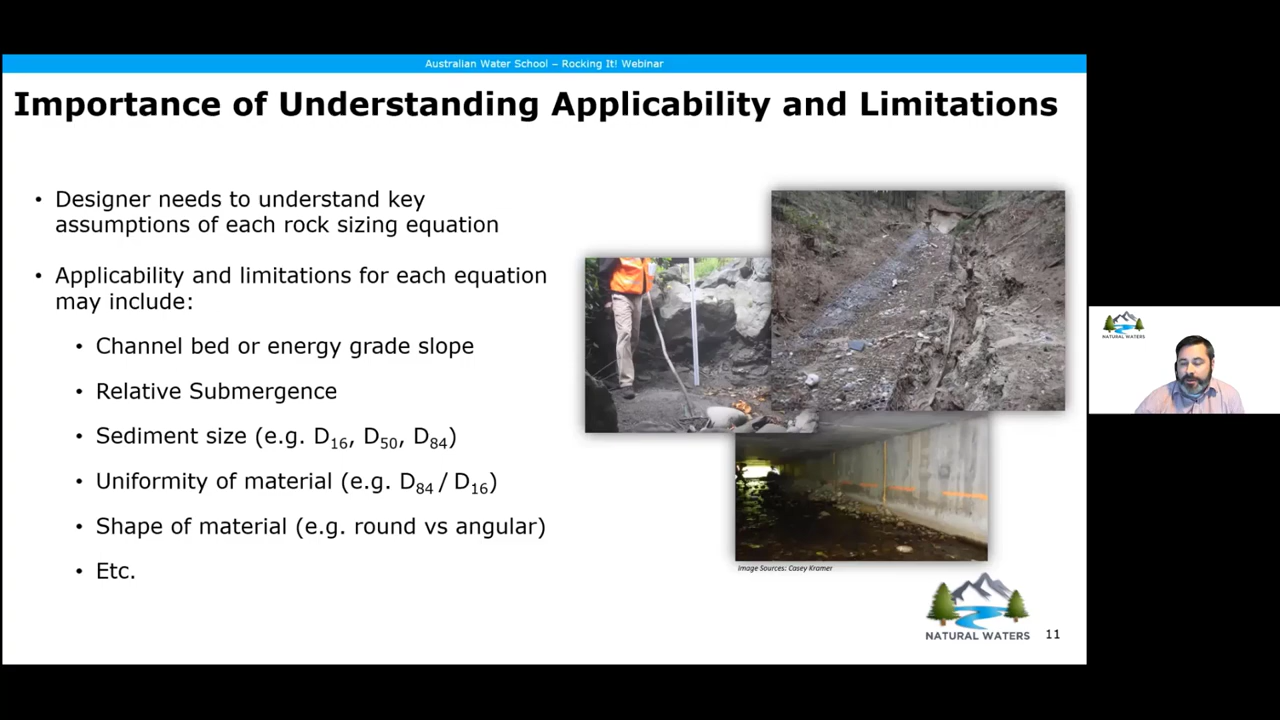 Australian Water School – Rocking It! Webinar
Importance of Understanding Applicability and Limitations
• Designer needs to understand key
assumptions of each rock sizing equation
• Applicability and limitations for each equation
may include:
• Channel bed or energy grade slope
• Relative Submergence
• Sediment size (e.g. D16, D50, D84)
• Uniformity of material (e.g. D84 / D16)
• Shape of material (e.g. round vs angular)
• Etc.
Image Sources: Casey Kramer
NATURAL WATERS
11
NATURAL WATERS